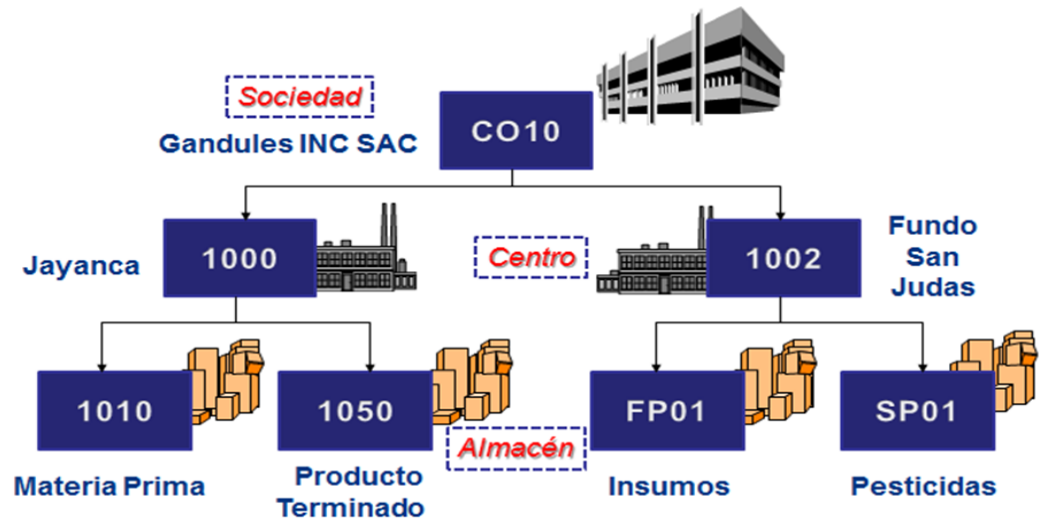 Sociedad
CO10
Gandules INC SAC
Jayanca
1000
Centro
1002
Fundo
San
Judas
1010
1050
FP01
SP01
Almacén
Materia Prima
Producto
Terminado
Insumos
Pesticidas